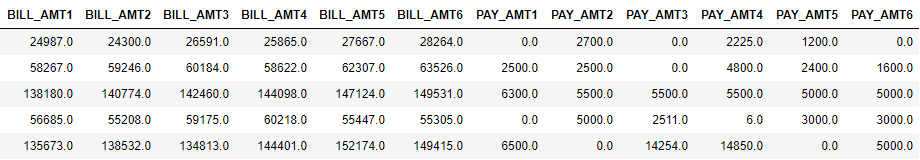 BILL_AMT1 BILL_AMT2 BILL_AMT3 BILL_AMT4 BILL_AMT5 BILL_AMT6 PAY_AMT1 PAY_AMT2 PAY_AMT3 PAY_AMT4 PAY_AMT5 PAY_AMT6
24987.0 24300.0 26591.0 25865.0 27667.0 28264.0 0.0 2700.0 0.0 2225.0 1200.0 0.0
58267.0 59246.0 60184.0 58622.0 62307.0 63526.0 2500.0 2500.0 0.0 4800.0 2400.0 1600.0
138180.0 140774.0 142460.0 144098.0 147124.0 149531.0 6300.0 5500.0 5500.0 5500.0 5000.0 5000.0
56685.0 55208.0 59175.0 60218.0 55447.0 55305.0 0.0 5000.0 2511.0 6.0 3000.0 3000.0
135673.0 138532.0 134813.0 144401.0 152174.0 149415.0 6500.0 0.0 14254.0 14850.0 0.0 5000.0